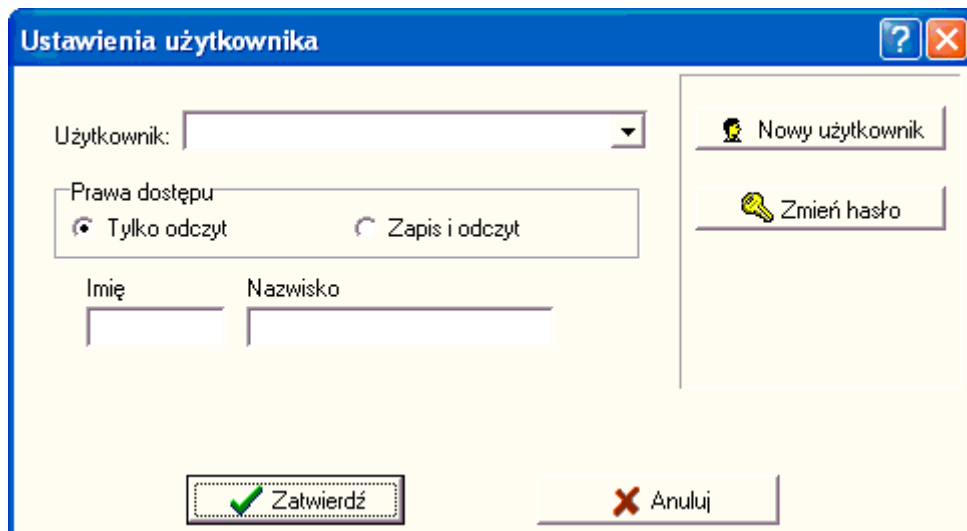 Ustawienia użytkownika
Użytkownik:
Nowy użytkownik
Prawa dostępu
Tylko odczyt Zapis i odczyt
Zmień hasło
Imię Nazwisko
Zatwierdź Anuluj